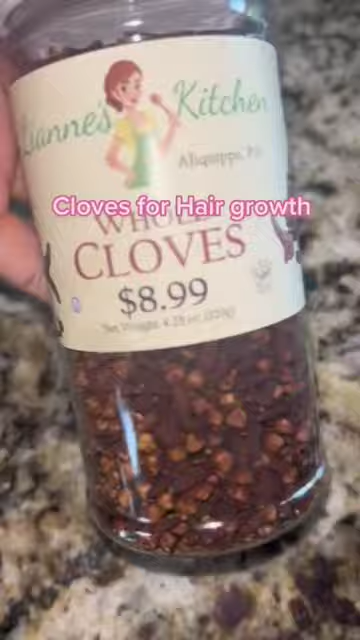 Kitchen
Aliquippa, PA
Cloves for Hair growth
WHOLE
CLOVES
$8.99